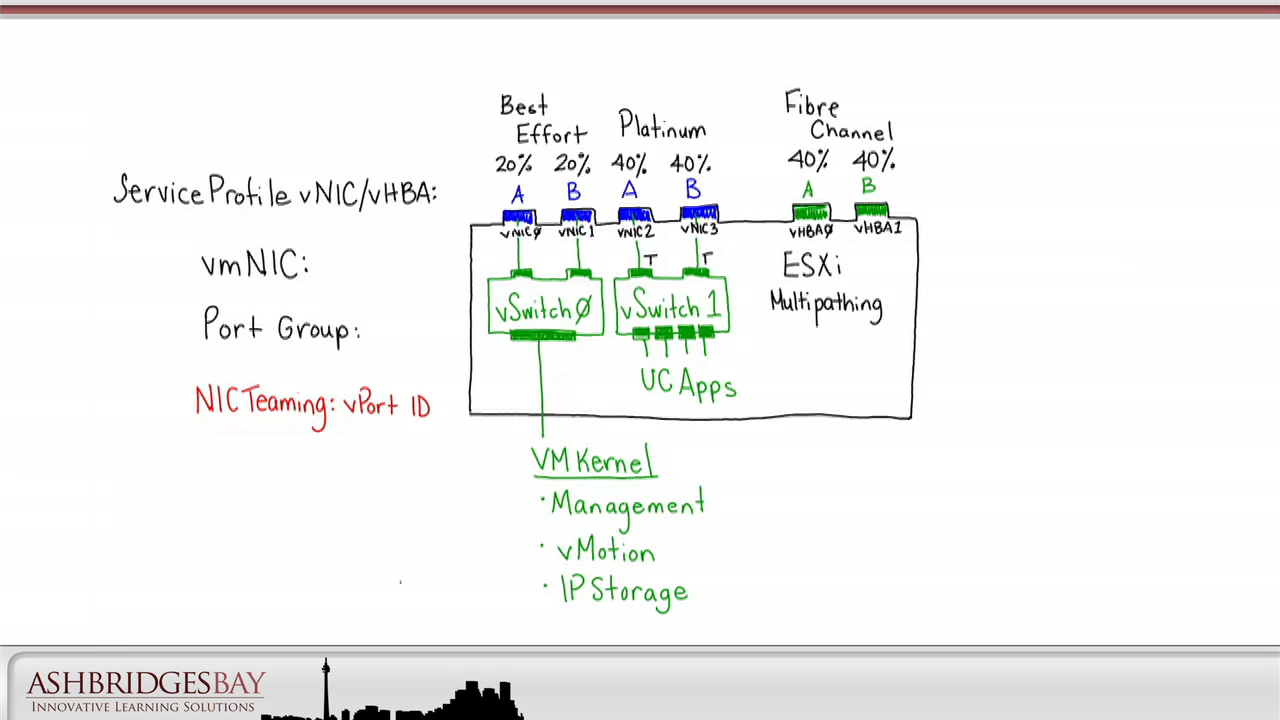 Best
Effort
Platinum
Fibre
Channel
20% 20% 40% 40% 40% 40%
Service Profile vNIC/vHBA:
A B A B A B
vNIC0 vNIC1 vNIC2 vNIC3 vHBA0 vHBA1
vmNIC:
T T
ESXi
Multipathing
vSwitch0 vSwitch1
Port Group:
UC Apps
NIC Teaming: vPort ID
VM Kernel
· Management
· vMotion
· IP Storage
ASHBRIDGESBAY
INNOVATIVE LEARNING SOLUTIONS